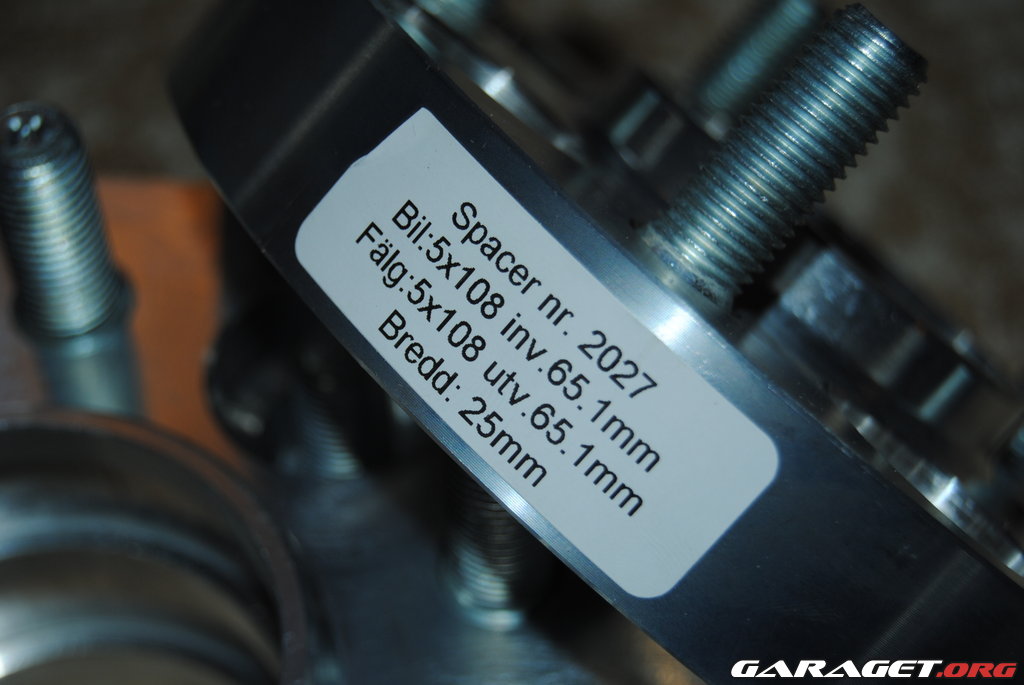 Spacer nr. 2027
Bil:5x108 inv.65.1mm
Fälg:5x108 utv.65.1mm
Bredd: 25mm
GARAGET.ORG